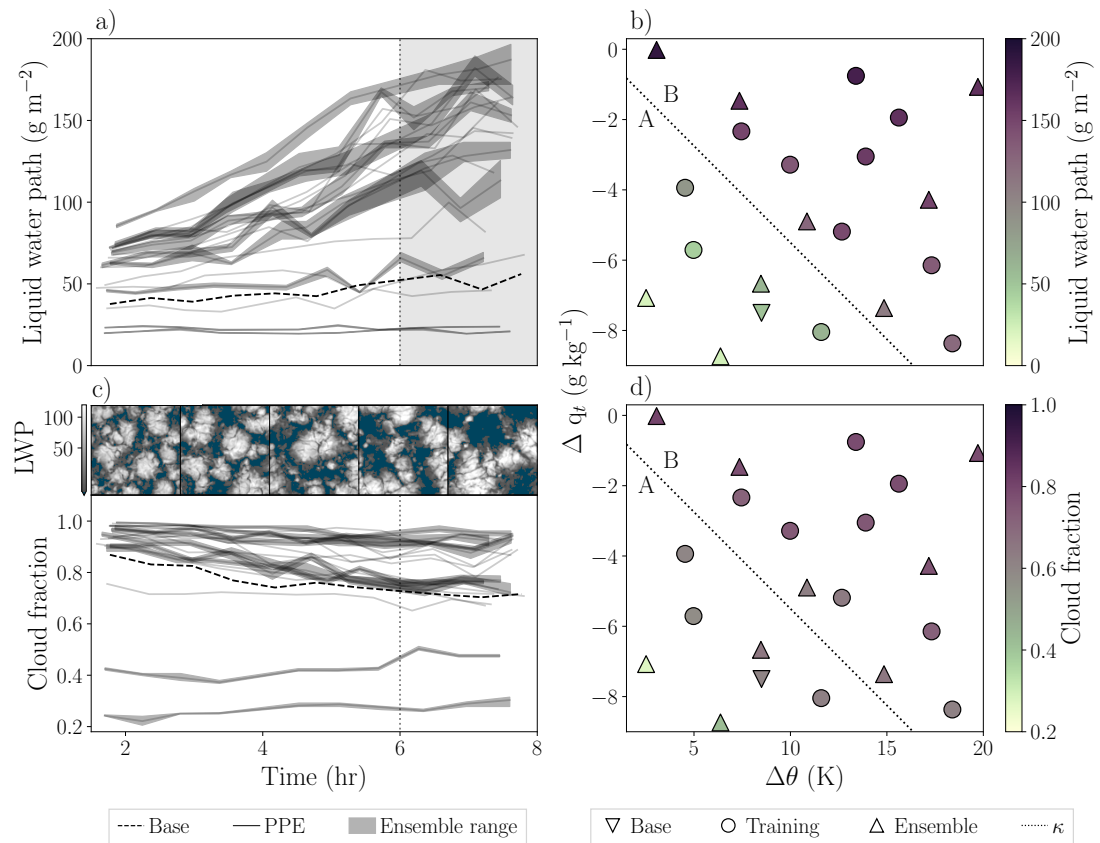 a)
200
150
100
50
0
Liquid water path (g m⁻²)
b)
0
−2
−4
−6
−8
B
A
200
150
100
50
0
Liquid water path (g m⁻²)
c)
LWP
100
50
1.0
0.8
0.6
0.4
0.2
Cloud fraction
2
4
6
8
Time (hr)
Δ qₜ (g kg⁻¹)
d)
0
−2
−4
−6
−8
B
A
5
10
15
20
Δθ (K)
1.0
0.8
0.6
0.4
0.2
Cloud fraction
Base PPE Ensemble range
Base Training Ensemble κ